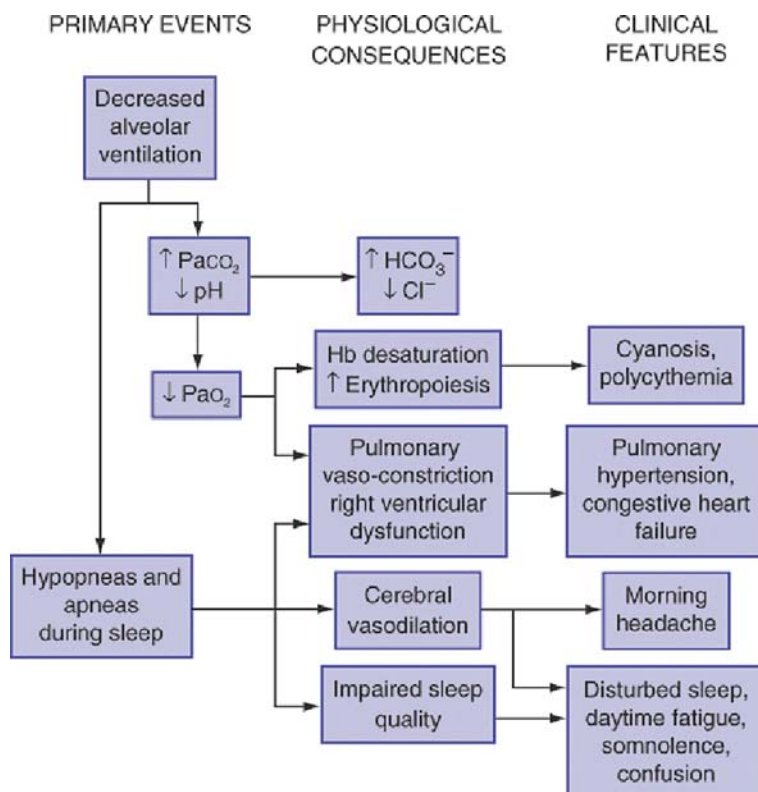 PRIMARY EVENTS
PHYSIOLOGICAL
CONSEQUENCES
CLINICAL
FEATURES
Decreased
alveolar
ventilation
↑ PaCO₂
↓ pH
↑ HCO₃⁻
↓ Cl⁻
↓ PaO₂
Hb desaturation
↑ Erythropoiesis
Cyanosis,
polycythemia
Pulmonary
vaso-constriction
right ventricular
dysfunction
Pulmonary
hypertension,
congestive heart
failure
Hypopneas and
apneas
during sleep
Cerebral
vasodilation
Morning
headache
Impaired sleep
quality
Disturbed sleep,
daytime fatigue,
somnolence,
confusion